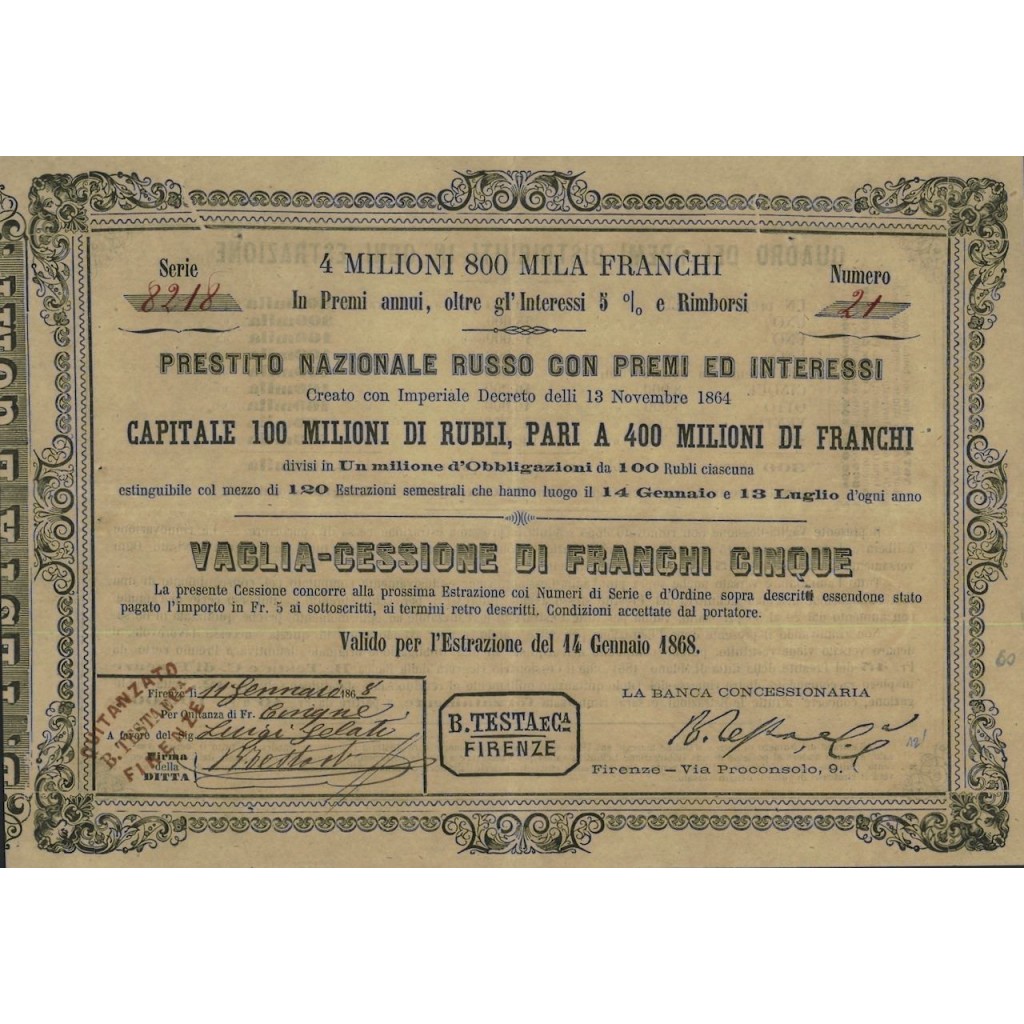 Serie
8218
4 MILIONI 800 MILA FRANCHI
In Premi annui, oltre gl'Interessi 5 % e Rimborsi
Numero
21
PRESTITO NAZIONALE RUSSO CON PREMI ED INTERESSI
Creato con Imperiale Decreto delli 13 Novembre 1864
CAPITALE 100 MILIONI DI RUBLI, PARI A 400 MILIONI DI FRANCHI
divisi in Un milione d'Obbligazioni da 100 Rubli ciascuna
estinguibile col mezzo di 120 Estrazioni semestrali che hanno luogo il 14 Gennaio e 13 Luglio d'ogni anno
VAGLIA-CESSIONE DI FRANCHI CINQUE
La presente Cessione concorre alla prossima Estrazione coi Numeri di Serie e d'Ordine sopra descritti essendone stato
pagato l'importo in Fr. 5 ai sottoscritti, ai termini retro descritti. Condizioni accettate dal portatore.
Valido per l'Estrazione del 14 Gennaio 1868.
Firenze li 11 Gennaio 1868
Per Quitanza di Fr. Cinque
A favore del Sig Luigi Gelati
Firma
della
DITTA
QUITANZATO
B. TESTA E CA
FIRENZE
B. TESTA E CA.
FIRENZE
LA BANCA CONCESSIONARIA
B. Testa e C.
Firenze – Via Proconsolo, 9.
60